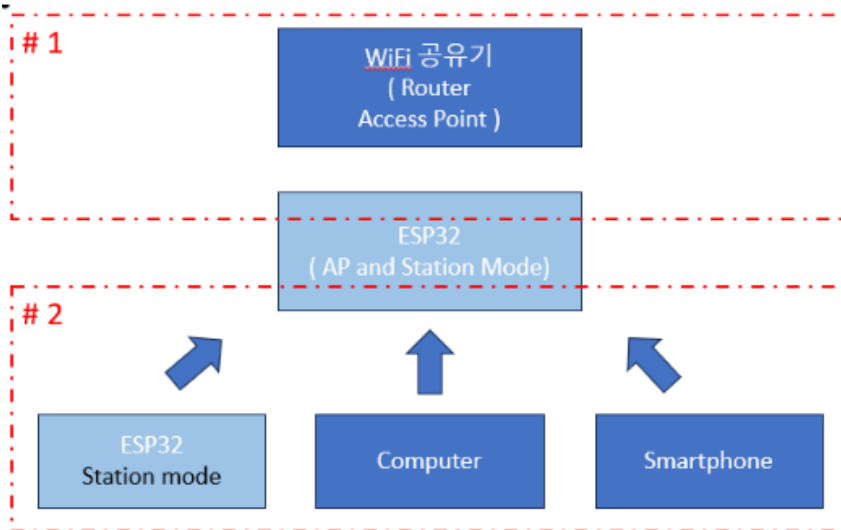 # 1
WiFi 공유기
( Router
Access Point )
ESP32
( AP and Station Mode)
# 2
ESP32
Station mode
Computer
Smartphone